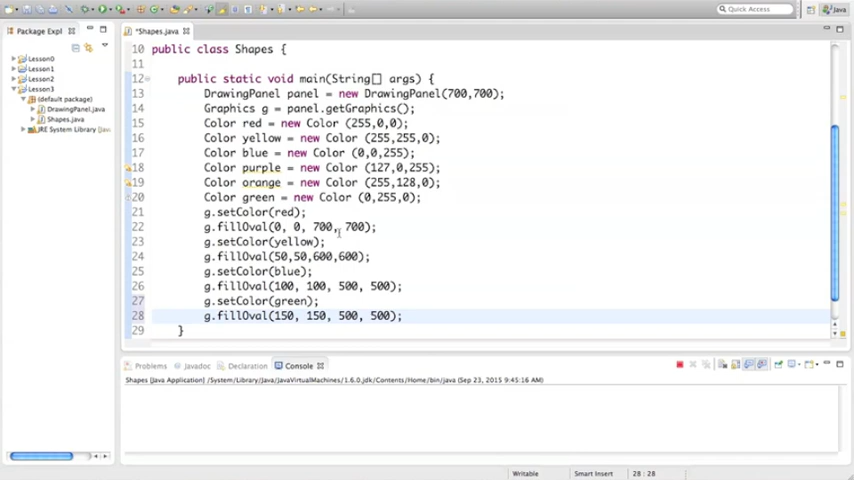 Quick Access
Java
Package Expl
*Shapes.java
Lesson0
Lesson1
Lesson2
Lesson3
(default package)
DrawingPanel.java
Shapes.java
JRE System Library [Java
10 public class Shapes {
11
12 public static void main(String[] args) {
13 DrawingPanel panel = new DrawingPanel(700,700);
14 Graphics g = panel.getGraphics();
15 Color red = new Color (255,0,0);
16 Color yellow = new Color (255,255,0);
17 Color blue = new Color (0,0,255);
18 Color purple = new Color (127,0,255);
19 Color orange = new Color (255,128,0);
20 Color green = new Color (0,255,0);
21 g.setColor(red);
22 g.fillOval(0, 0, 700, 700);
23 g.setColor(yellow);
24 g.fillOval(50,50,600,600);
25 g.setColor(blue);
26 g.fillOval(100, 100, 500, 500);
27 g.setColor(green);
28 g.fillOval(150, 150, 500, 500);
29 }
Problems Javadoc Declaration Console
Shapes [Java Application] /System/Library/Java/JavaVirtualMachines/1.6.0.jdk/Contents/Home/bin/java (Sep 23, 2015 9:45:16 AM)
Writable Smart Insert 28 : 28